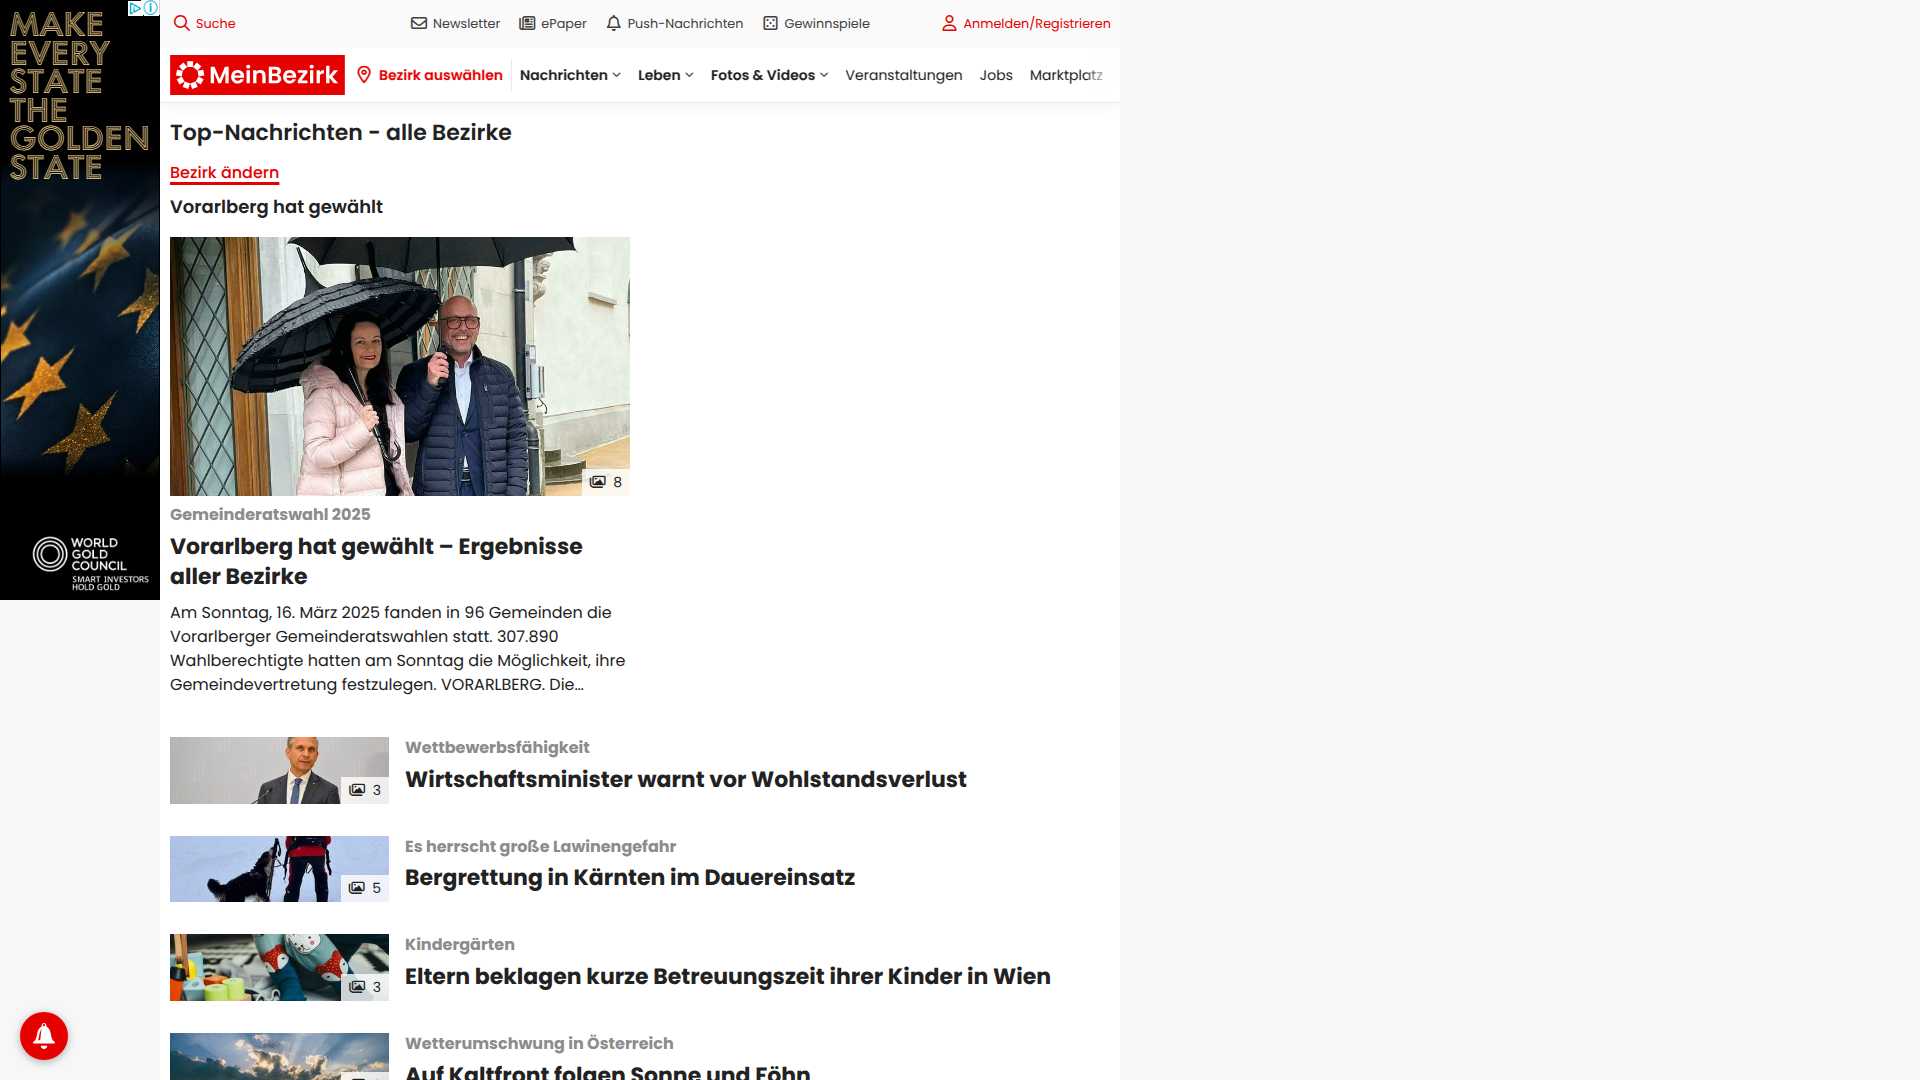 MAKE
EVERY
STATE
THE
GOLDEN
STATE
WORLD
GOLD
COUNCIL
SMART INVESTORS
HOLD GOLD
Suche
Newsletter
ePaper
Push-Nachrichten
Gewinnspiele
Anmelden/Registrieren
MeinBezirk
Bezirk auswählen
Nachrichten
Leben
Fotos & Videos
Veranstaltungen
Jobs
Marktplatz
Top-Nachrichten - alle Bezirke
Bezirk ändern
Vorarlberg hat gewählt
8
Gemeinderatswahl 2025
Vorarlberg hat gewählt – Ergebnisse
aller Bezirke
Am Sonntag, 16. März 2025 fanden in 96 Gemeinden die
Vorarlberger Gemeinderatswahlen statt. 307.890
Wahlberechtigte hatten am Sonntag die Möglichkeit, ihre
Gemeindevertretung festzulegen. VORARLBERG. Die...
3
Wettbewerbsfähigkeit
Wirtschaftsminister warnt vor Wohlstandsverlust
5
Es herrscht große Lawinengefahr
Bergrettung in Kärnten im Dauereinsatz
3
Kindergärten
Eltern beklagen kurze Betreuungszeit ihrer Kinder in Wien
Wetterumschwung in Österreich
Auf Kaltfront folgen Sonne und Föhn